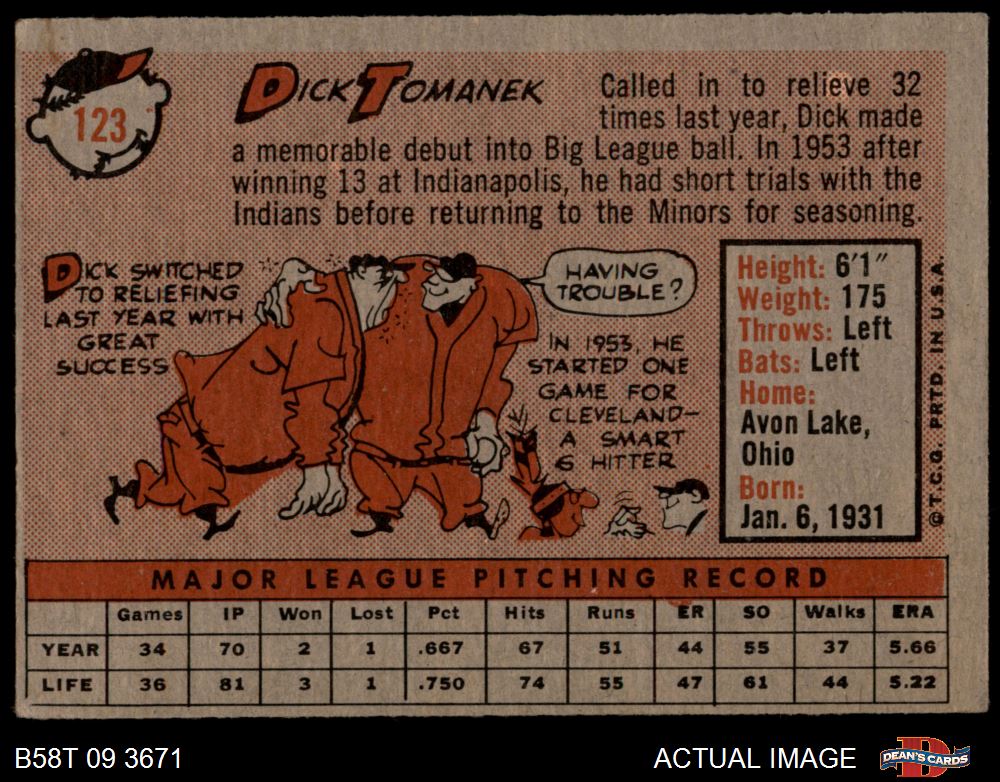 123
DICK TOMANEK
Called in to relieve 32
times last year, Dick made
a memorable debut into Big League ball. In 1953 after
winning 13 at Indianapolis, he had short trials with the
Indians before returning to the Minors for seasoning.
DICK SWITCHED
TO RELIEFING
LAST YEAR WITH
GREAT
SUCCESS
HAVING
TROUBLE?
IN 1953, HE
STARTED ONE
GAME FOR
CLEVELAND—
A SMART
6 HITTER
Height: 6'1"
Weight: 175
Throws: Left
Bats: Left
Home:
Avon Lake,
Ohio
Born:
Jan. 6, 1931
©T.C.G. PRTD. IN U.S.A.
MAJOR LEAGUE PITCHING RECORD
Games IP Won Lost Pct Hits Runs ER SO Walks ERA
YEAR 34 70 2 1 .667 67 51 44 55 37 5.66
LIFE 36 81 3 1 .750 74 55 47 61 44 5.22
B58T 09 3671
ACTUAL IMAGE
DEAN'S CARDS